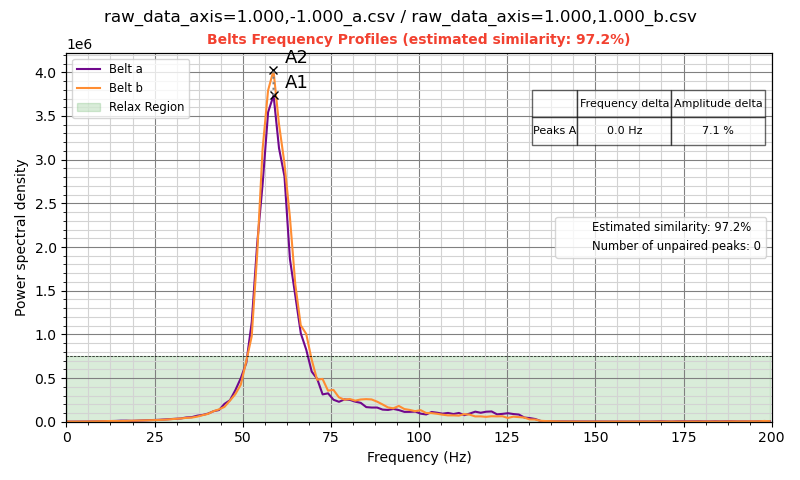 raw_data_axis=1.000,-1.000_a.csv / raw_data_axis=1.000,1.000_b.csv
Belts Frequency Profiles (estimated similarity: 97.2%)
1e6
Belt a
Belt b
Relax Region
A2
A1
Frequency delta Amplitude delta
Peaks A 0.0 Hz 7.1 %
Estimated similarity: 97.2%
Number of unpaired peaks: 0
Power spectral density
4.0
3.5
3.0
2.5
2.0
1.5
1.0
0.5
0.0
0 25 50 75 100 125 150 175 200
Frequency (Hz)